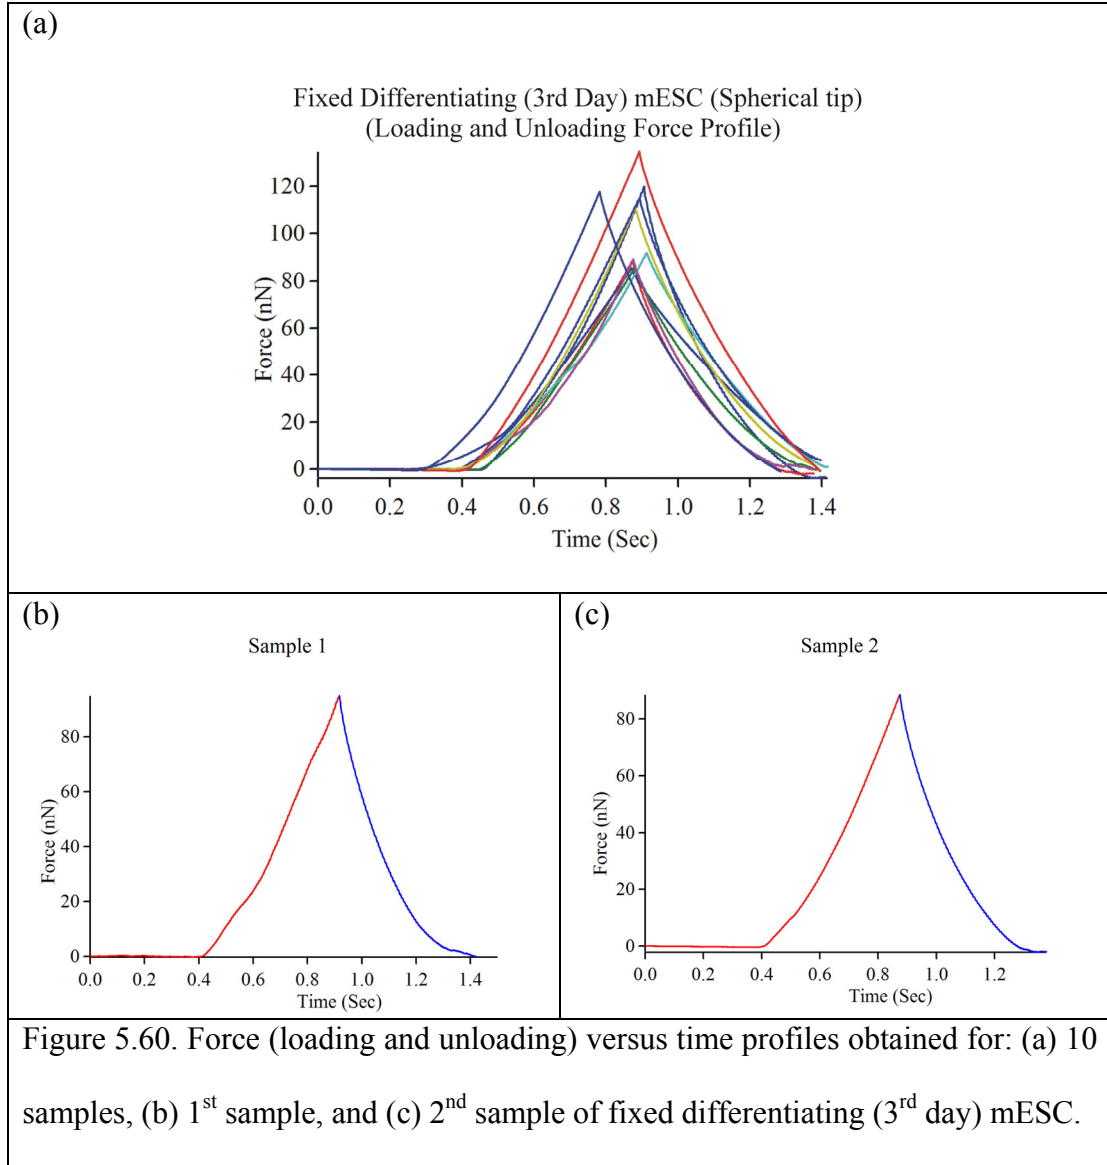 (a)
Fixed Differentiating (3rd Day) mESC (Spherical tip)
(Loading and Unloading Force Profile)
120
100
80
60
40
20
0
Force (nN)
0.0 0.2 0.4 0.6 0.8 1.0 1.2 1.4
Time (Sec)
(b)
Sample 1
80
60
40
20
0
Force (nN)
0.0 0.2 0.4 0.6 0.8 1.0 1.2 1.4
Time (Sec)
(c)
Sample 2
80
60
40
20
0
Force (nN)
0.0 0.2 0.4 0.6 0.8 1.0 1.2
Time (Sec)
Figure 5.60. Force (loading and unloading) versus time profiles obtained for: (a) 10
samples, (b) 1st sample, and (c) 2nd sample of fixed differentiating (3rd day) mESC.